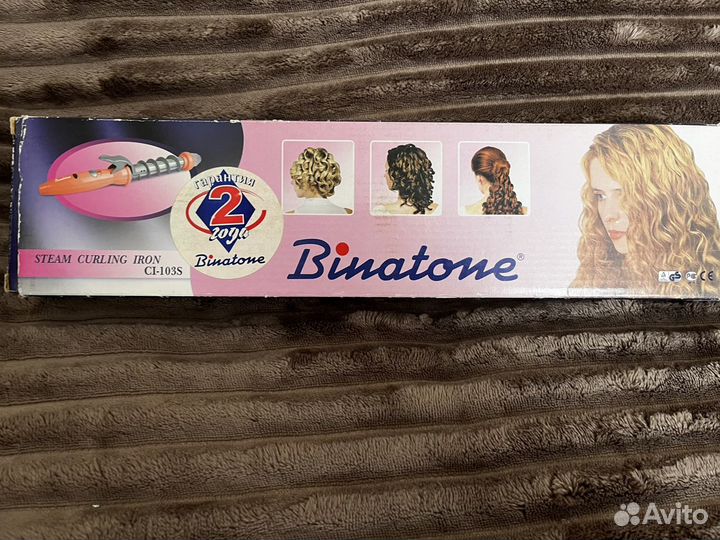 STEAM CURLING IRON
CI-103S
гарантия
2
года
Binatone
Binatone®
Avito